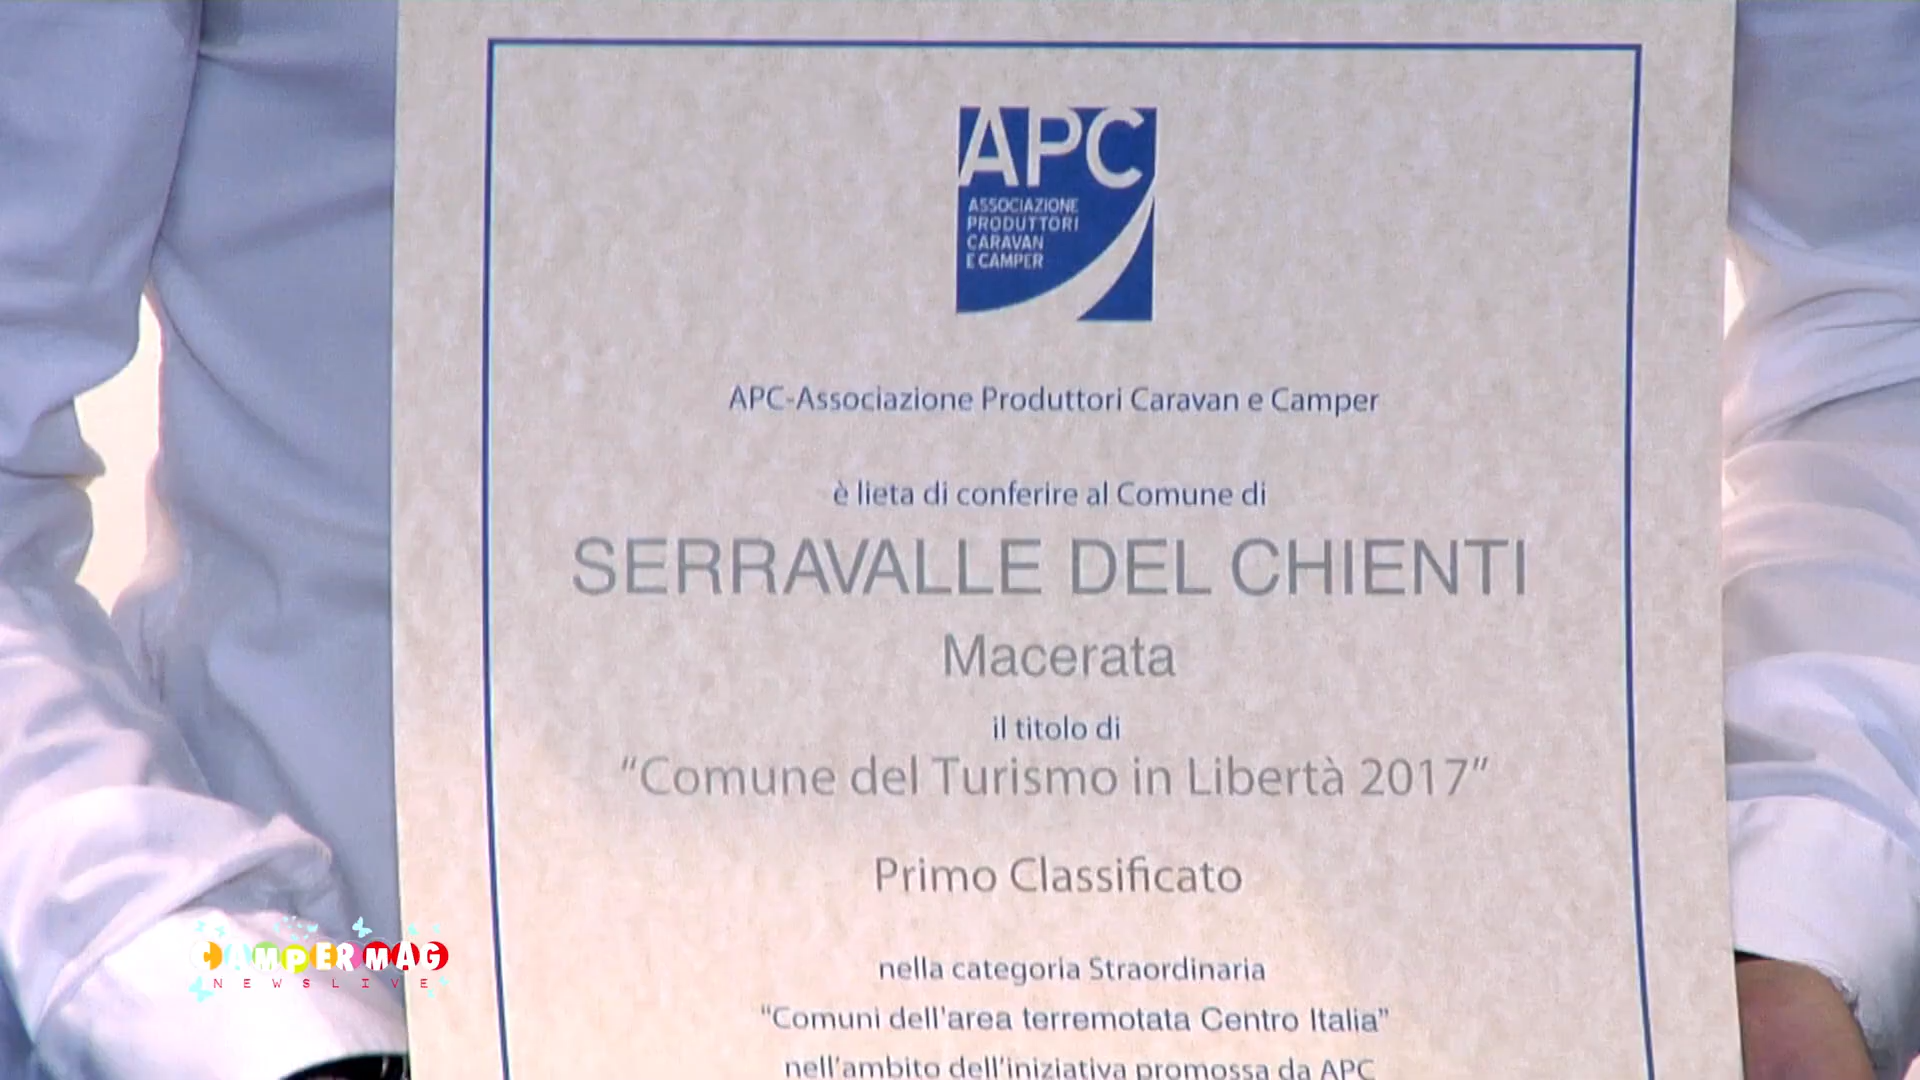 APC
ASSOCIAZIONE
PRODUTTORI
CARAVAN
E CAMPER
APC-Associazione Produttori Caravan e Camper
è lieta di conferire al Comune di
SERRAVALLE DEL CHIENTI
Macerata
il titolo di
“Comune del Turismo in Libertà 2017”
Primo Classificato
nella categoria Straordinaria
“Comuni dell'area terremotata Centro Italia”
nell'ambito dell'iniziativa promossa da APC
CAMPERMAG
NEWSLIVE